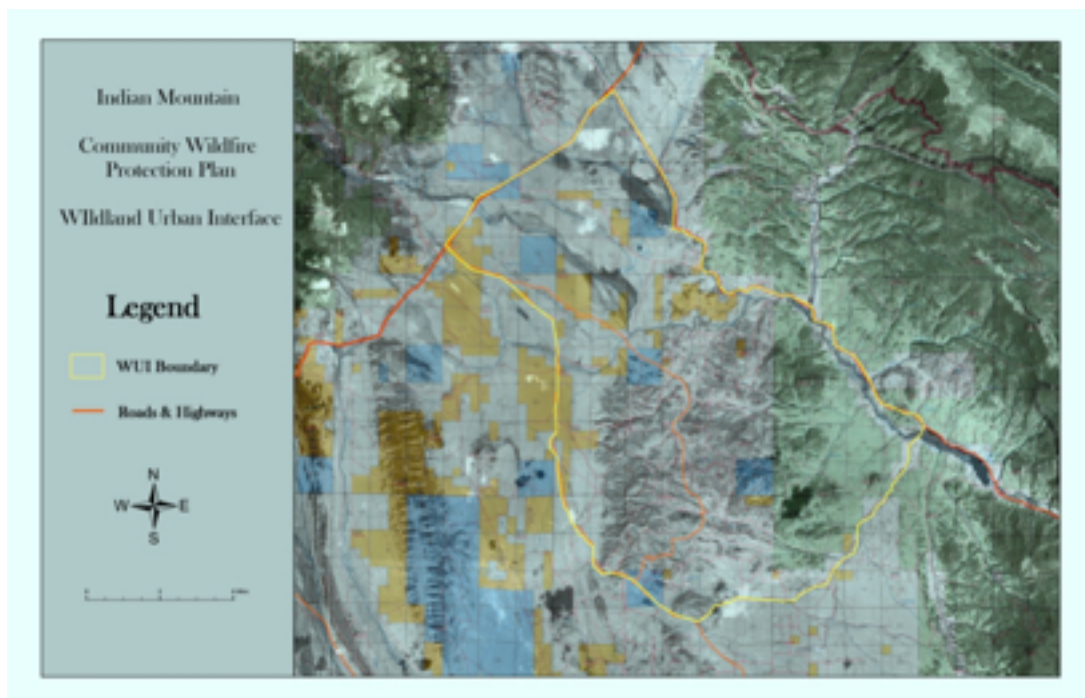 Indian Mountain
Community Wildfire
Protection Plan
WIldland Urban Interface
Legend
WUI Boundary
Roads & Highways
N
W
E
S